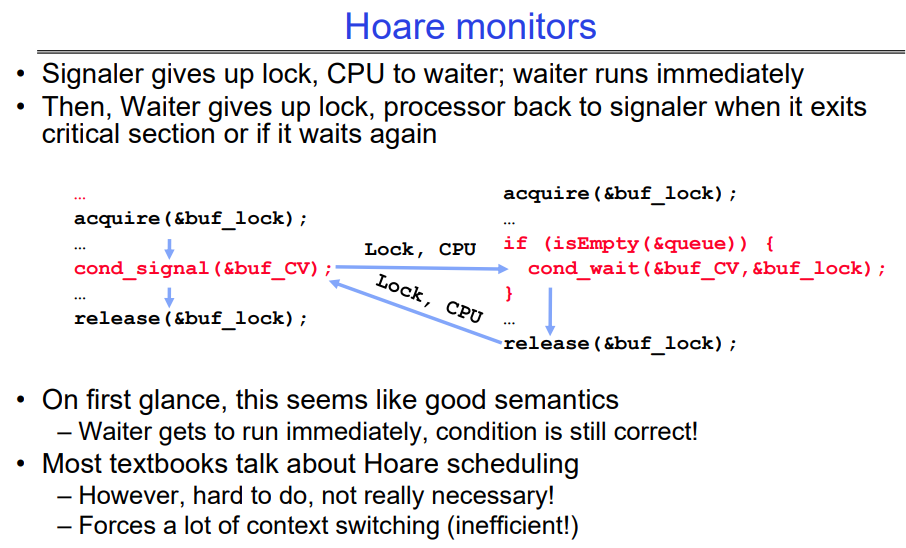 Hoare monitors
• Signaler gives up lock, CPU to waiter; waiter runs immediately
• Then, Waiter gives up lock, processor back to signaler when it exits
critical section or if it waits again
…
acquire(&buf_lock);
…
cond_signal(&buf_CV);
…
release(&buf_lock);
Lock, CPU
Lock, CPU
acquire(&buf_lock);
…
if (isEmpty(&queue)) {
cond_wait(&buf_CV,&buf_lock);
}
…
release(&buf_lock);
• On first glance, this seems like good semantics
– Waiter gets to run immediately, condition is still correct!
• Most textbooks talk about Hoare scheduling
– However, hard to do, not really necessary!
– Forces a lot of context switching (inefficient!)